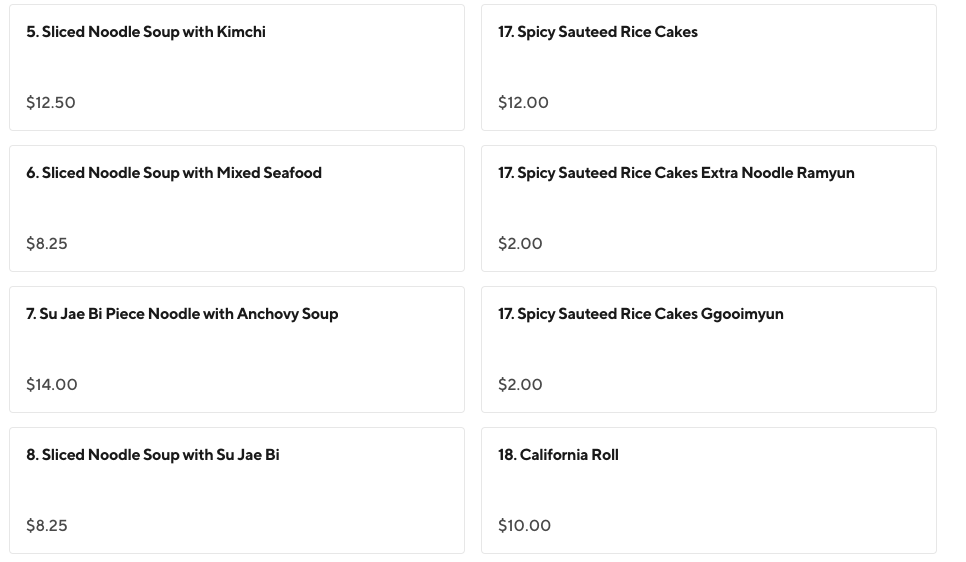 5. Sliced Noodle Soup with Kimchi
$12.50
17. Spicy Sauteed Rice Cakes
$12.00
6. Sliced Noodle Soup with Mixed Seafood
$8.25
17. Spicy Sauteed Rice Cakes Extra Noodle Ramyun
$2.00
7. Su Jae Bi Piece Noodle with Anchovy Soup
$14.00
17. Spicy Sauteed Rice Cakes Ggooimyun
$2.00
8. Sliced Noodle Soup with Su Jae Bi
$8.25
18. California Roll
$10.00